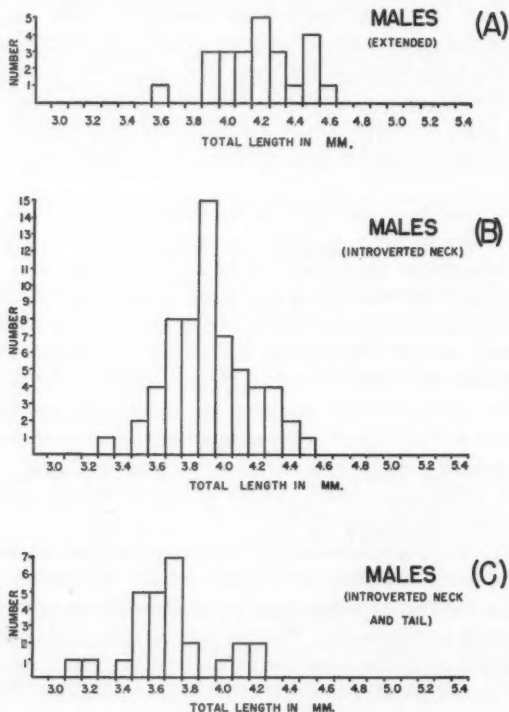 MALES (A)
(EXTENDED)
5
4
3
2
1
NUMBER
3.0 3.2 3.4 3.6 3.8 4.0 4.2 4.4 4.6 4.8 5.0 5.2 5.4
TOTAL LENGTH IN MM.
MALES (B)
(INTROVERTED NECK)
15
14
13
12
11
10
9
8
7
6
5
4
3
2
1
NUMBER
3.0 3.2 3.4 3.6 3.8 4.0 4.2 4.4 4.6 4.8 5.0 5.2 5.4
TOTAL LENGTH IN MM.
MALES (C)
(INTROVERTED NECK
AND TAIL)
7
6
5
4
3
2
1
NUMBER
3.0 3.2 3.4 3.6 3.8 4.0 4.2 4.4 4.6 4.8 5.0 5.2 5.4
TOTAL LENGTH IN MM.